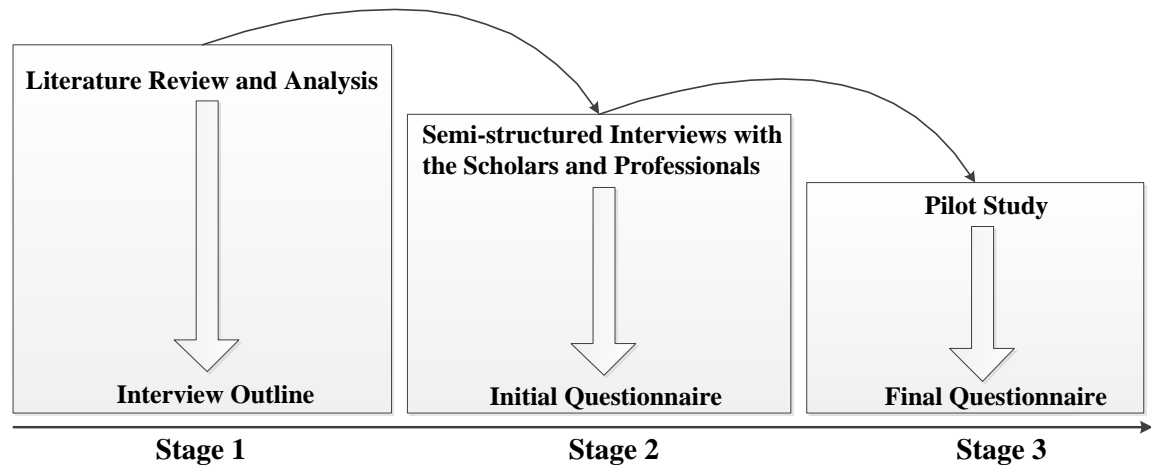 Literature Review and Analysis
Interview Outline
Semi-structured Interviews with
the Scholars and Professionals
Initial Questionnaire
Pilot Study
Final Questionnaire
Stage 1
Stage 2
Stage 3